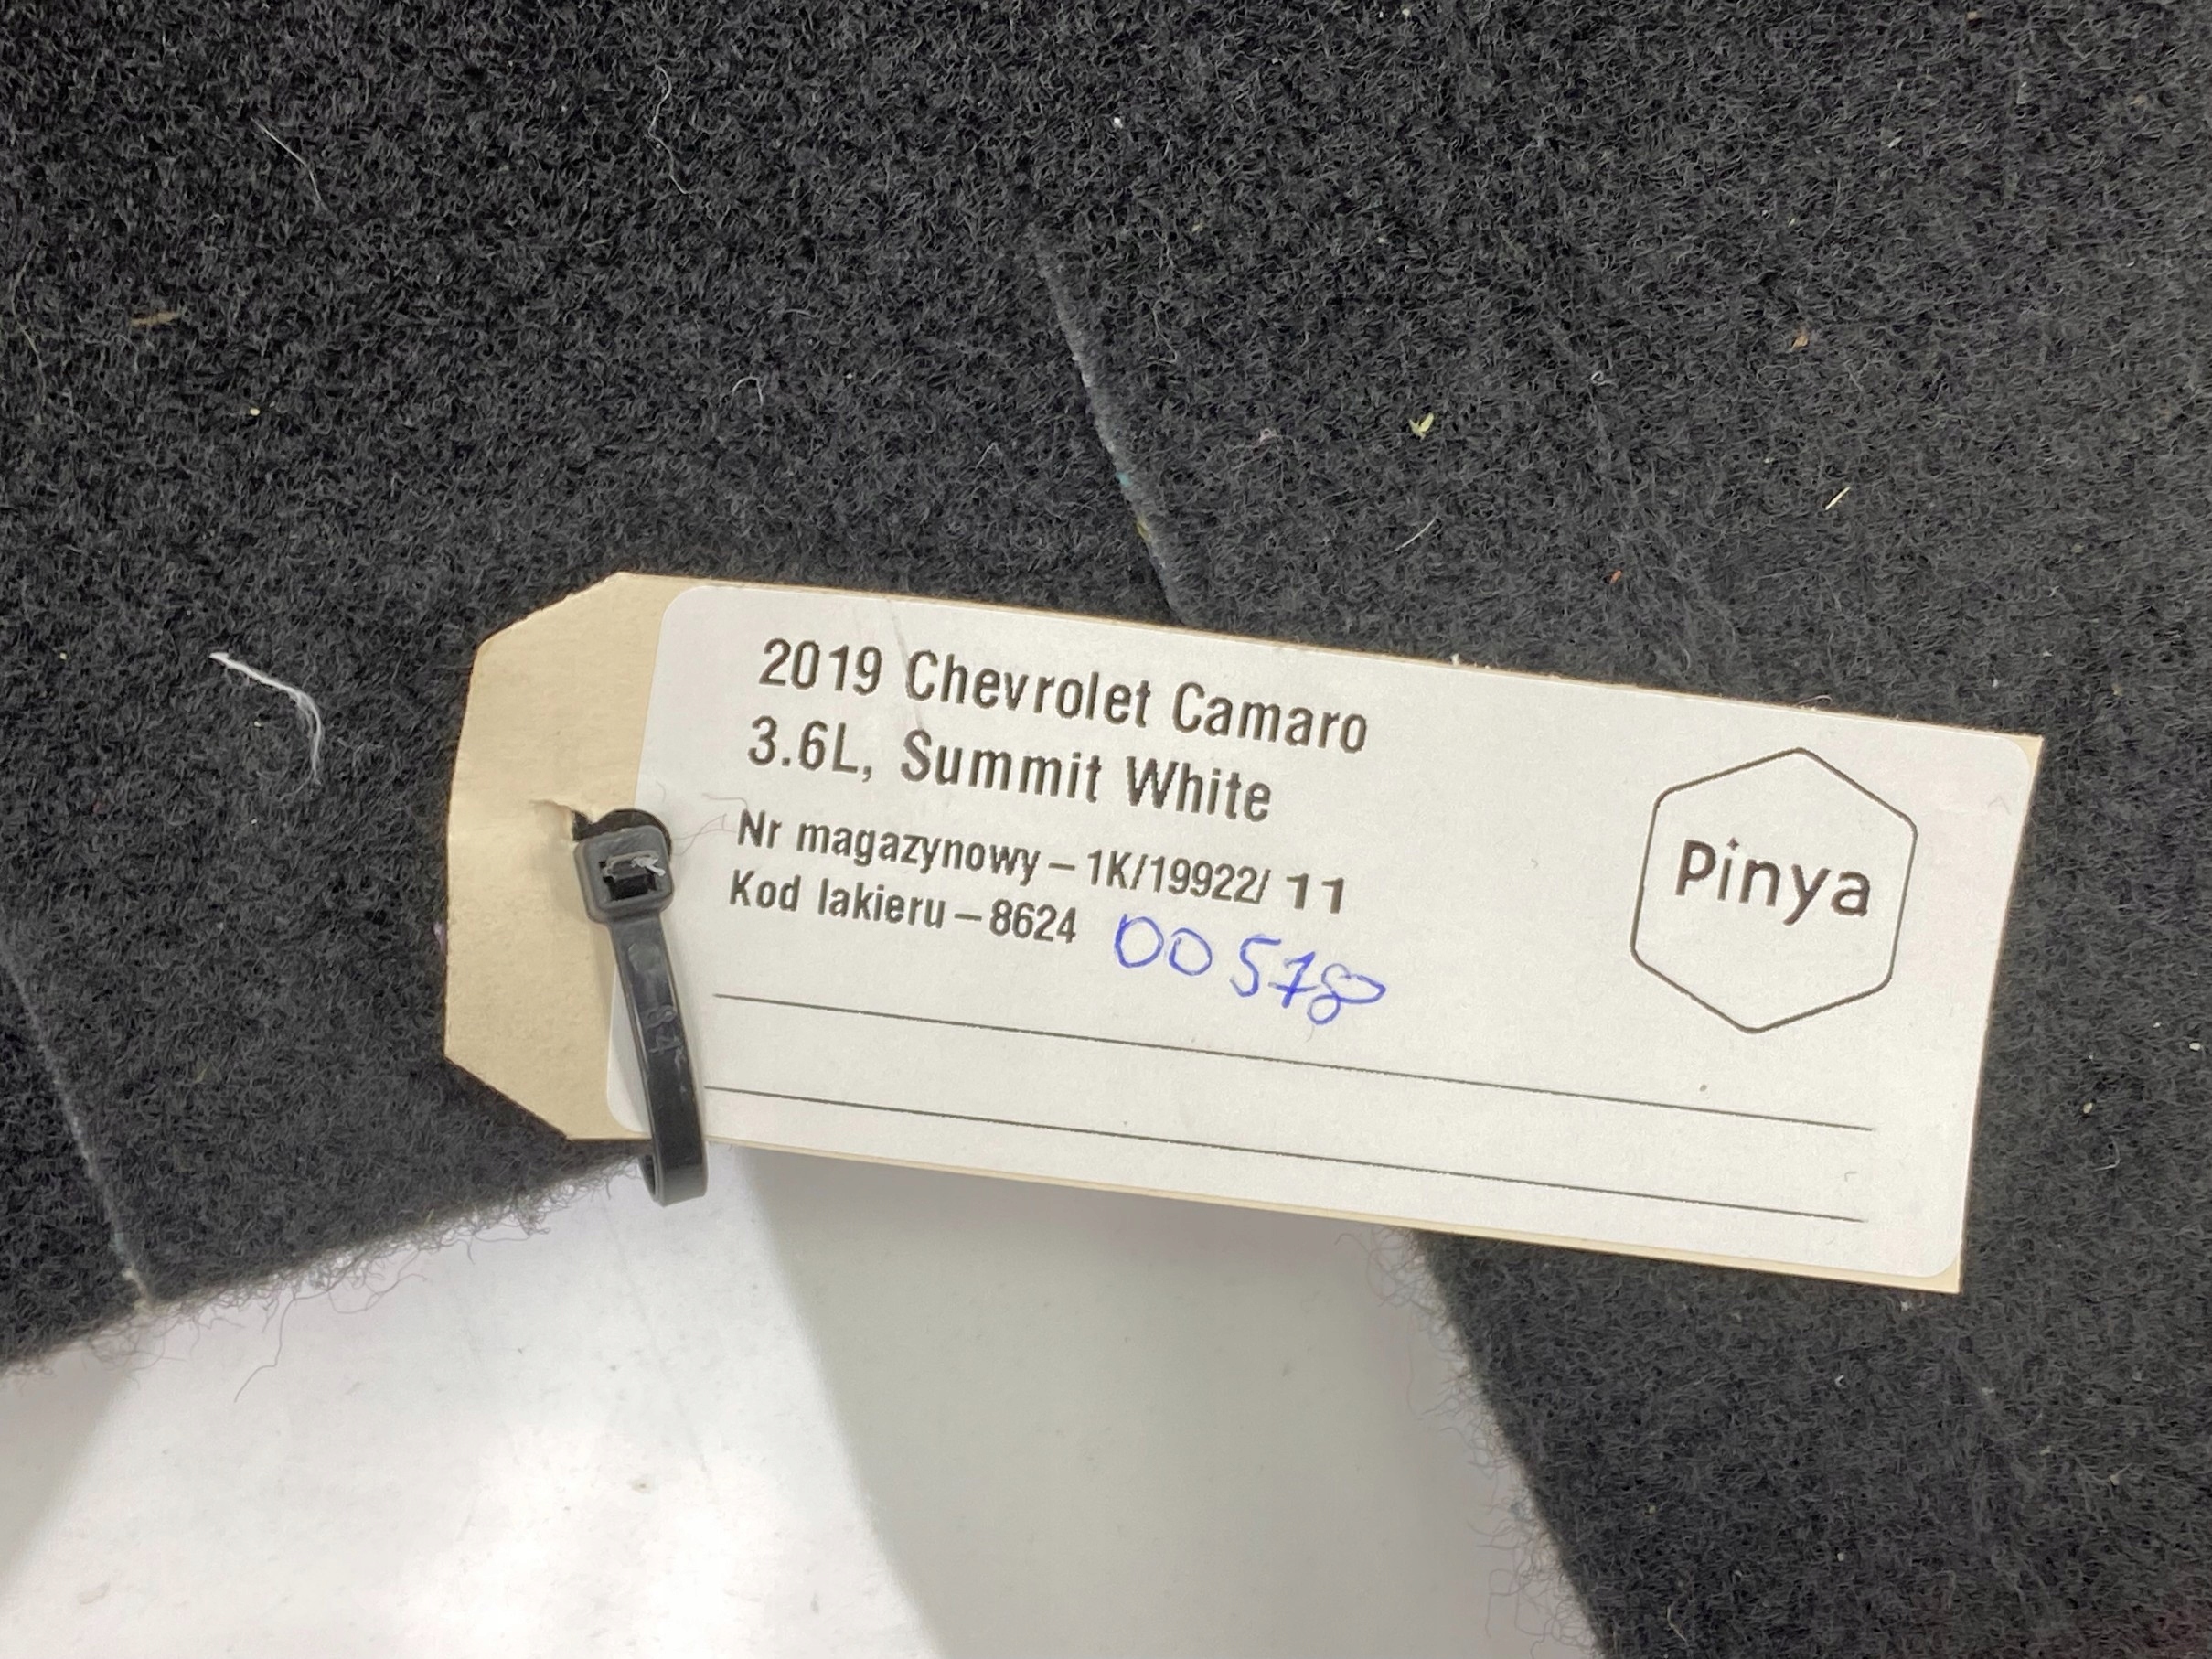 2019 Chevrolet Camaro
3.6L, Summit White
Nr magazynowy – 1K/19922/ 11
Kod lakieru – 8624
00578
Pinya